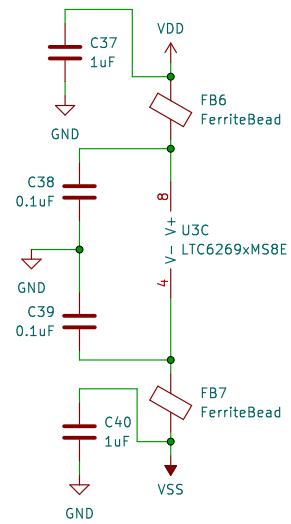 C37
1uF
GND
VDD
FB6
FerriteBead
C38
0.1uF
8
V+
U3C
LTC6269xMS8E
V-
4
GND
C39
0.1uF
FB7
FerriteBead
C40
1uF
GND
VSS